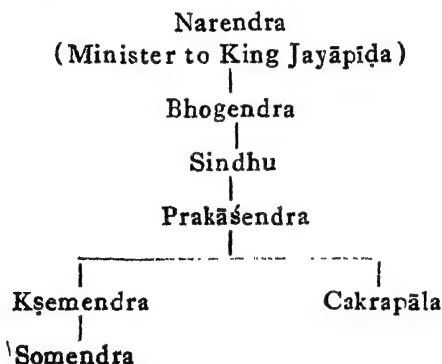 Narendra
(Minister to King Jayāpīḍa)
Bhogendra
Sindhu
Prakāśendra
Kṣemendra Cakrapāla
Somendra